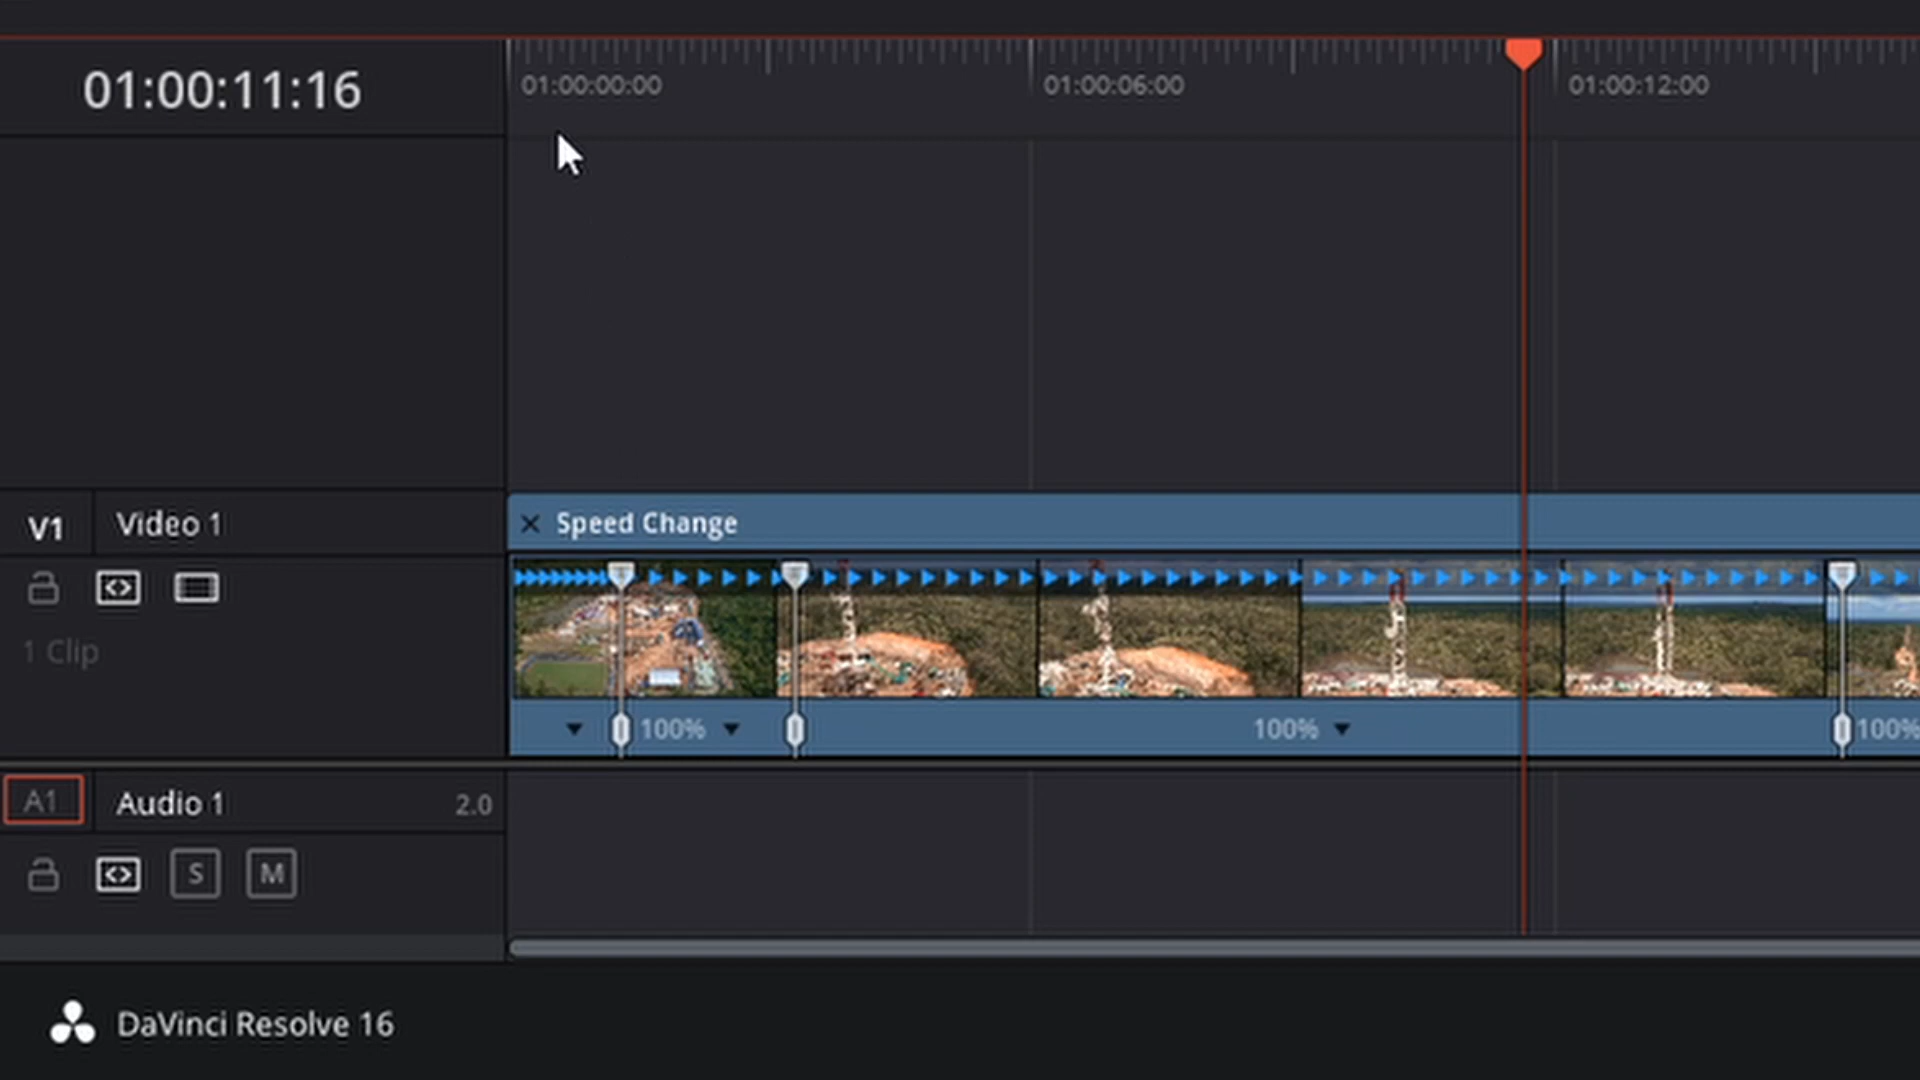 01:00:11:16
01:00:00:00
01:00:06:00
01:00:12:00
V1 Video 1
Speed Change
1 Clip
100%
100%
100%
A1 Audio 1 2.0
S M
DaVinci Resolve 16